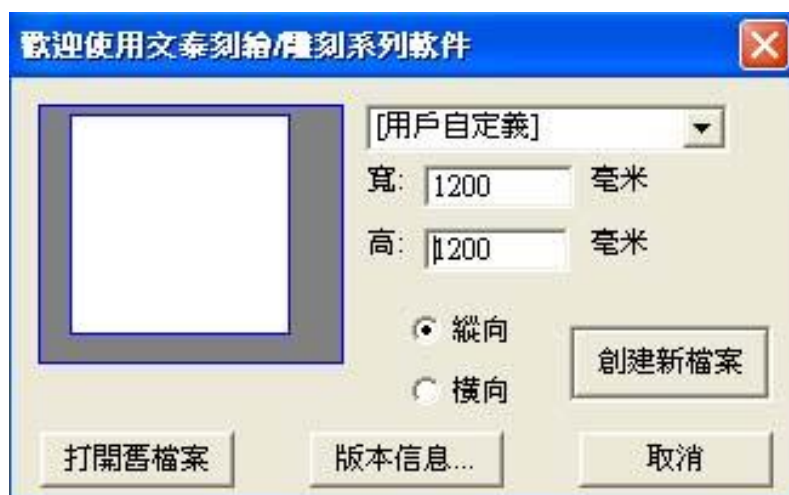 歡迎使用文泰刻繪/雕刻系列軟件
[用戶自定義]
寬: 1200 毫米
高: 1200 毫米
縱向
橫向
創建新檔案
打開舊檔案 版本信息... 取消